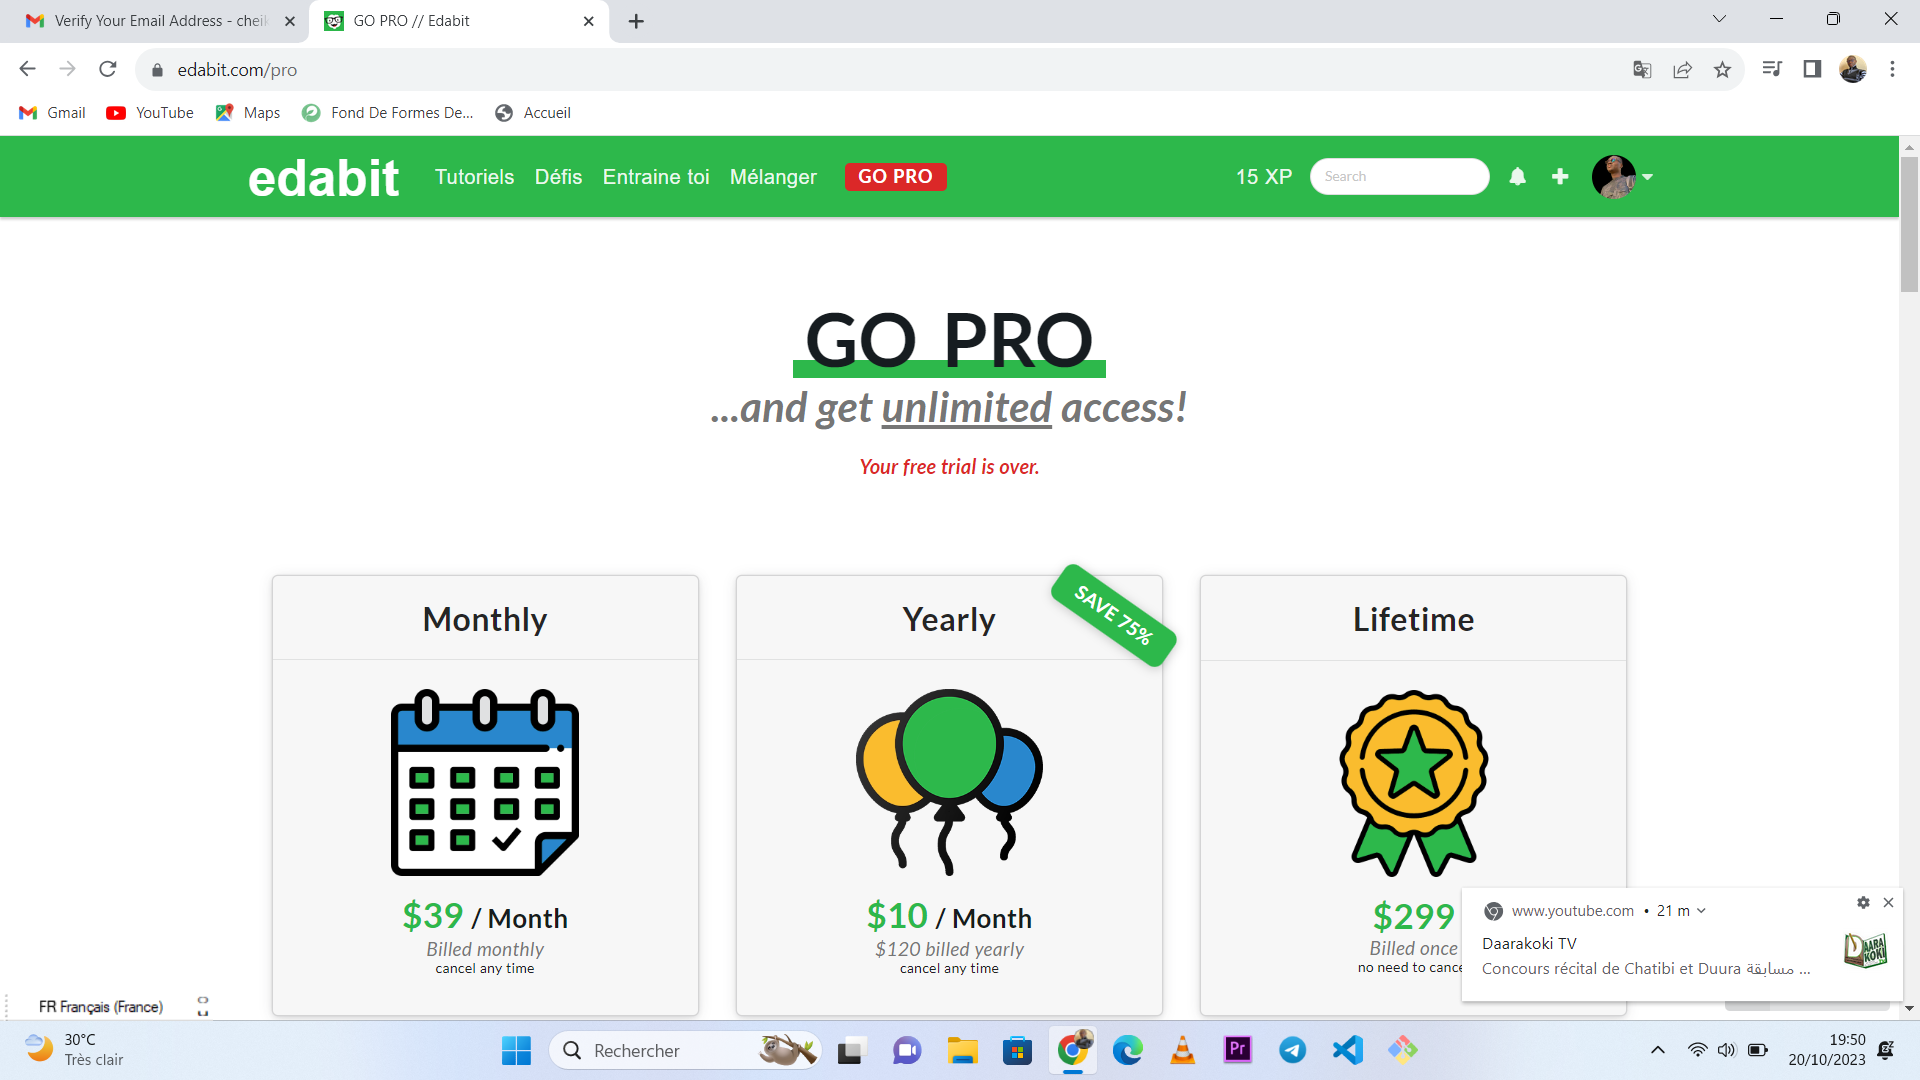 Verify Your Email Address - cheik
GO PRO // Edabit
edabit.com/pro
Gmail
YouTube
Maps
Fond De Formes De...
Accueil
edabit
Tutoriels
Défis
Entraine toi
Mélanger
GO PRO
15 XP
Search
GO PRO
...and get unlimited access!
Your free trial is over.
Monthly
Yearly
SAVE 75%
Lifetime
$39 / Month
Billed monthly
cancel any time
$10 / Month
$120 billed yearly
cancel any time
$299
Billed once
no need to cance
www.youtube.com • 21 m
Daarakoki TV
Concours récital de Chatibi et Duura مسابقة ...
DAARA
KOKI
FR Français (France)
30°C
Très clair
Rechercher
Pr
19:50
20/10/2023